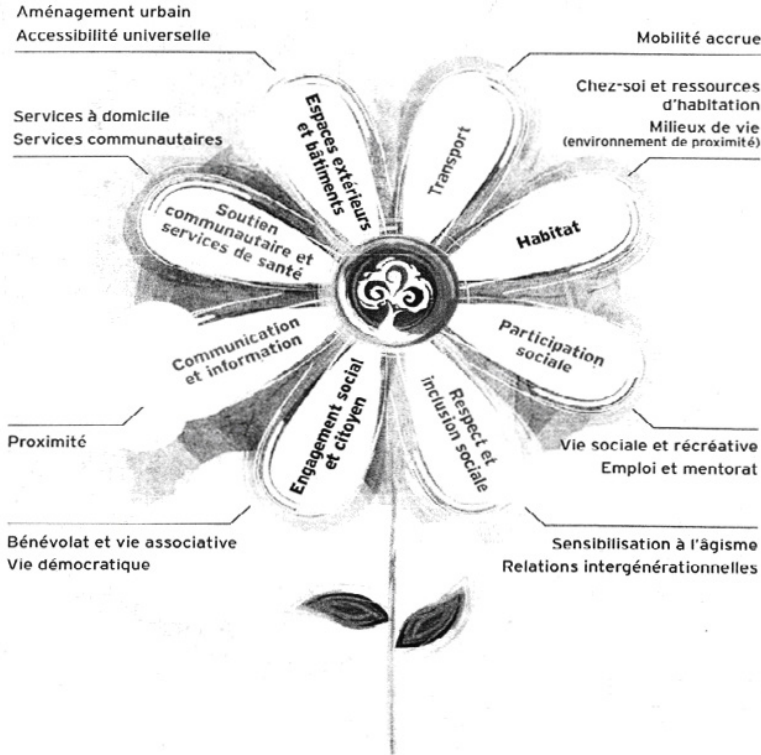 Aménagement urbain
Accessibilité universelle
Mobilité accrue
Services à domicile
Services communautaires
Chez-soi et ressources
d'habitation
Milieux de vie
(environnement de proximité)
Espaces extérieurs
et bâtiments
Transport
Soutien
communautaire et
services de santé
Habitat
Communication
et information
Participation
sociale
Engagement social
et citoyen
Respect et
inclusion sociale
Proximité
Vie sociale et récréative
Emploi et mentorat
Bénévolat et vie associative
Vie démocratique
Sensibilisation à l'âgisme
Relations intergénérationnelles